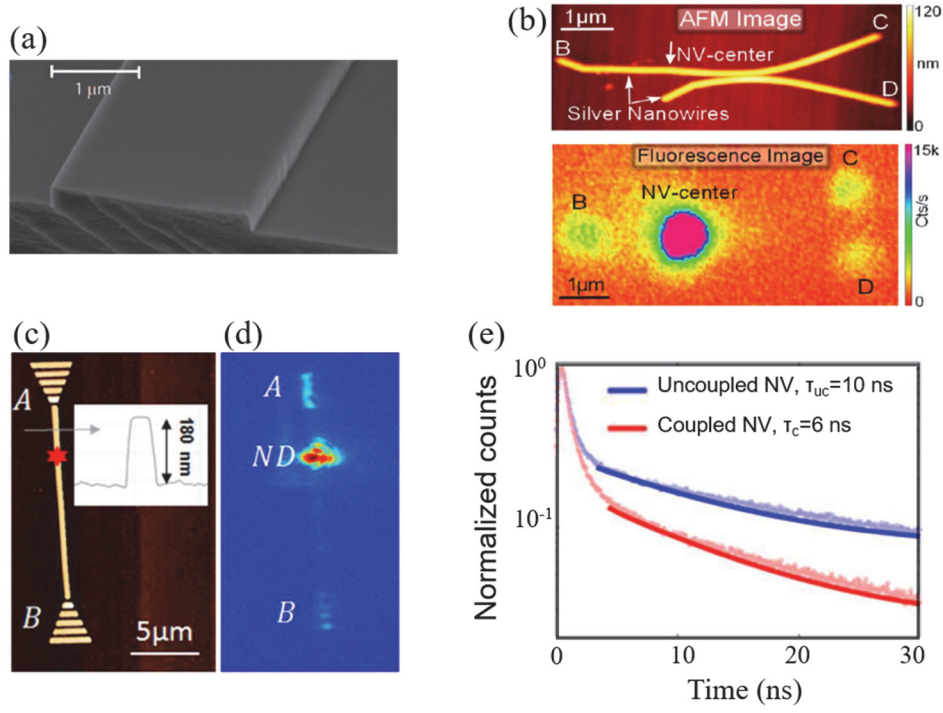 (a)
1 μm
(b)
1μm
AFM Image
120
nm
0
B
NV-center
C
D
Silver Nanowires
Fluorescence Image
15k
Cts/s
0
NV-center
B
C
D
1μm
(c)
A
180 nm
B
5μm
(d)
A
ND
B
(e)
10⁰
10⁻¹
Normalized counts
Uncoupled NV, τuc=10 ns
Coupled NV, τc=6 ns
0
10
20
30
Time (ns)